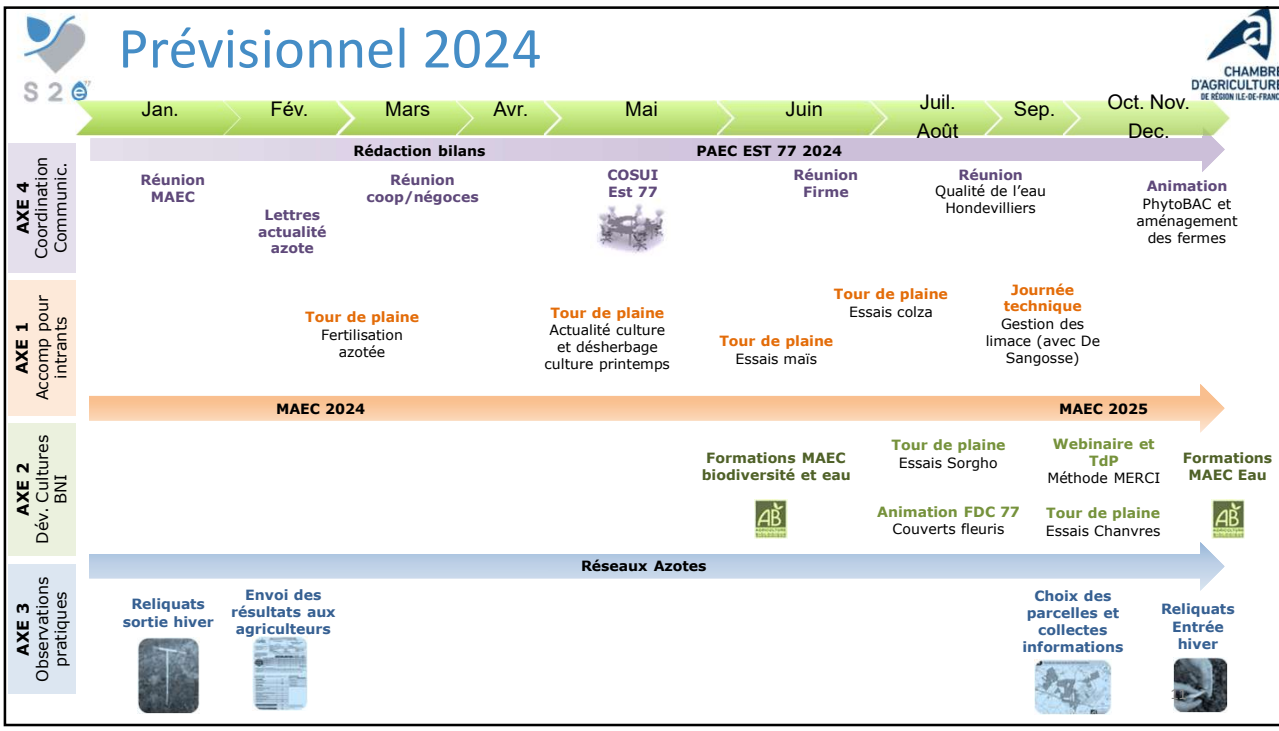 Prévisionnel 2024
S 2 e 77
CHAMBRE
D'AGRICULTURE
DE RÉGION ILE-DE-FRANCE
Jan.
Fév.
Mars
Avr.
Mai
Juin
Juil.
Août
Sep.
Oct. Nov.
Dec.
AXE 4
Coordination
Communic.
Rédaction bilans
PAEC EST 77 2024
Réunion
MAEC
Lettres
actualité
azote
Réunion
coop/négoces
COSUI
Est 77
Réunion
Firme
Réunion
Qualité de l'eau
Hondevilliers
Animation
PhytoBAC et
aménagement
des fermes
AXE 1
Accomp pour
intrants
Tour de plaine
Fertilisation
azotée
Tour de plaine
Actualité culture
et désherbage
culture printemps
Tour de plaine
Essais maïs
Tour de plaine
Essais colza
Journée
technique
Gestion des
limace (avec De
Sangosse)
MAEC 2024
MAEC 2025
AXE 2
Dév. Cultures
BNI
Formations MAEC
biodiversité et eau
AB
AGRICULTURE
BIOLOGIQUE
Tour de plaine
Essais Sorgho
Animation FDC 77
Couverts fleuris
Webinaire et
TdP
Méthode MERCI
Tour de plaine
Essais Chanvres
Formations
MAEC Eau
AB
AGRICULTURE
BIOLOGIQUE
Réseaux Azotes
AXE 3
Observations
pratiques
Reliquats
sortie hiver
Envoi des
résultats aux
agriculteurs
Choix des
parcelles et
collectes
informations
Reliquats
Entrée
hiver
11